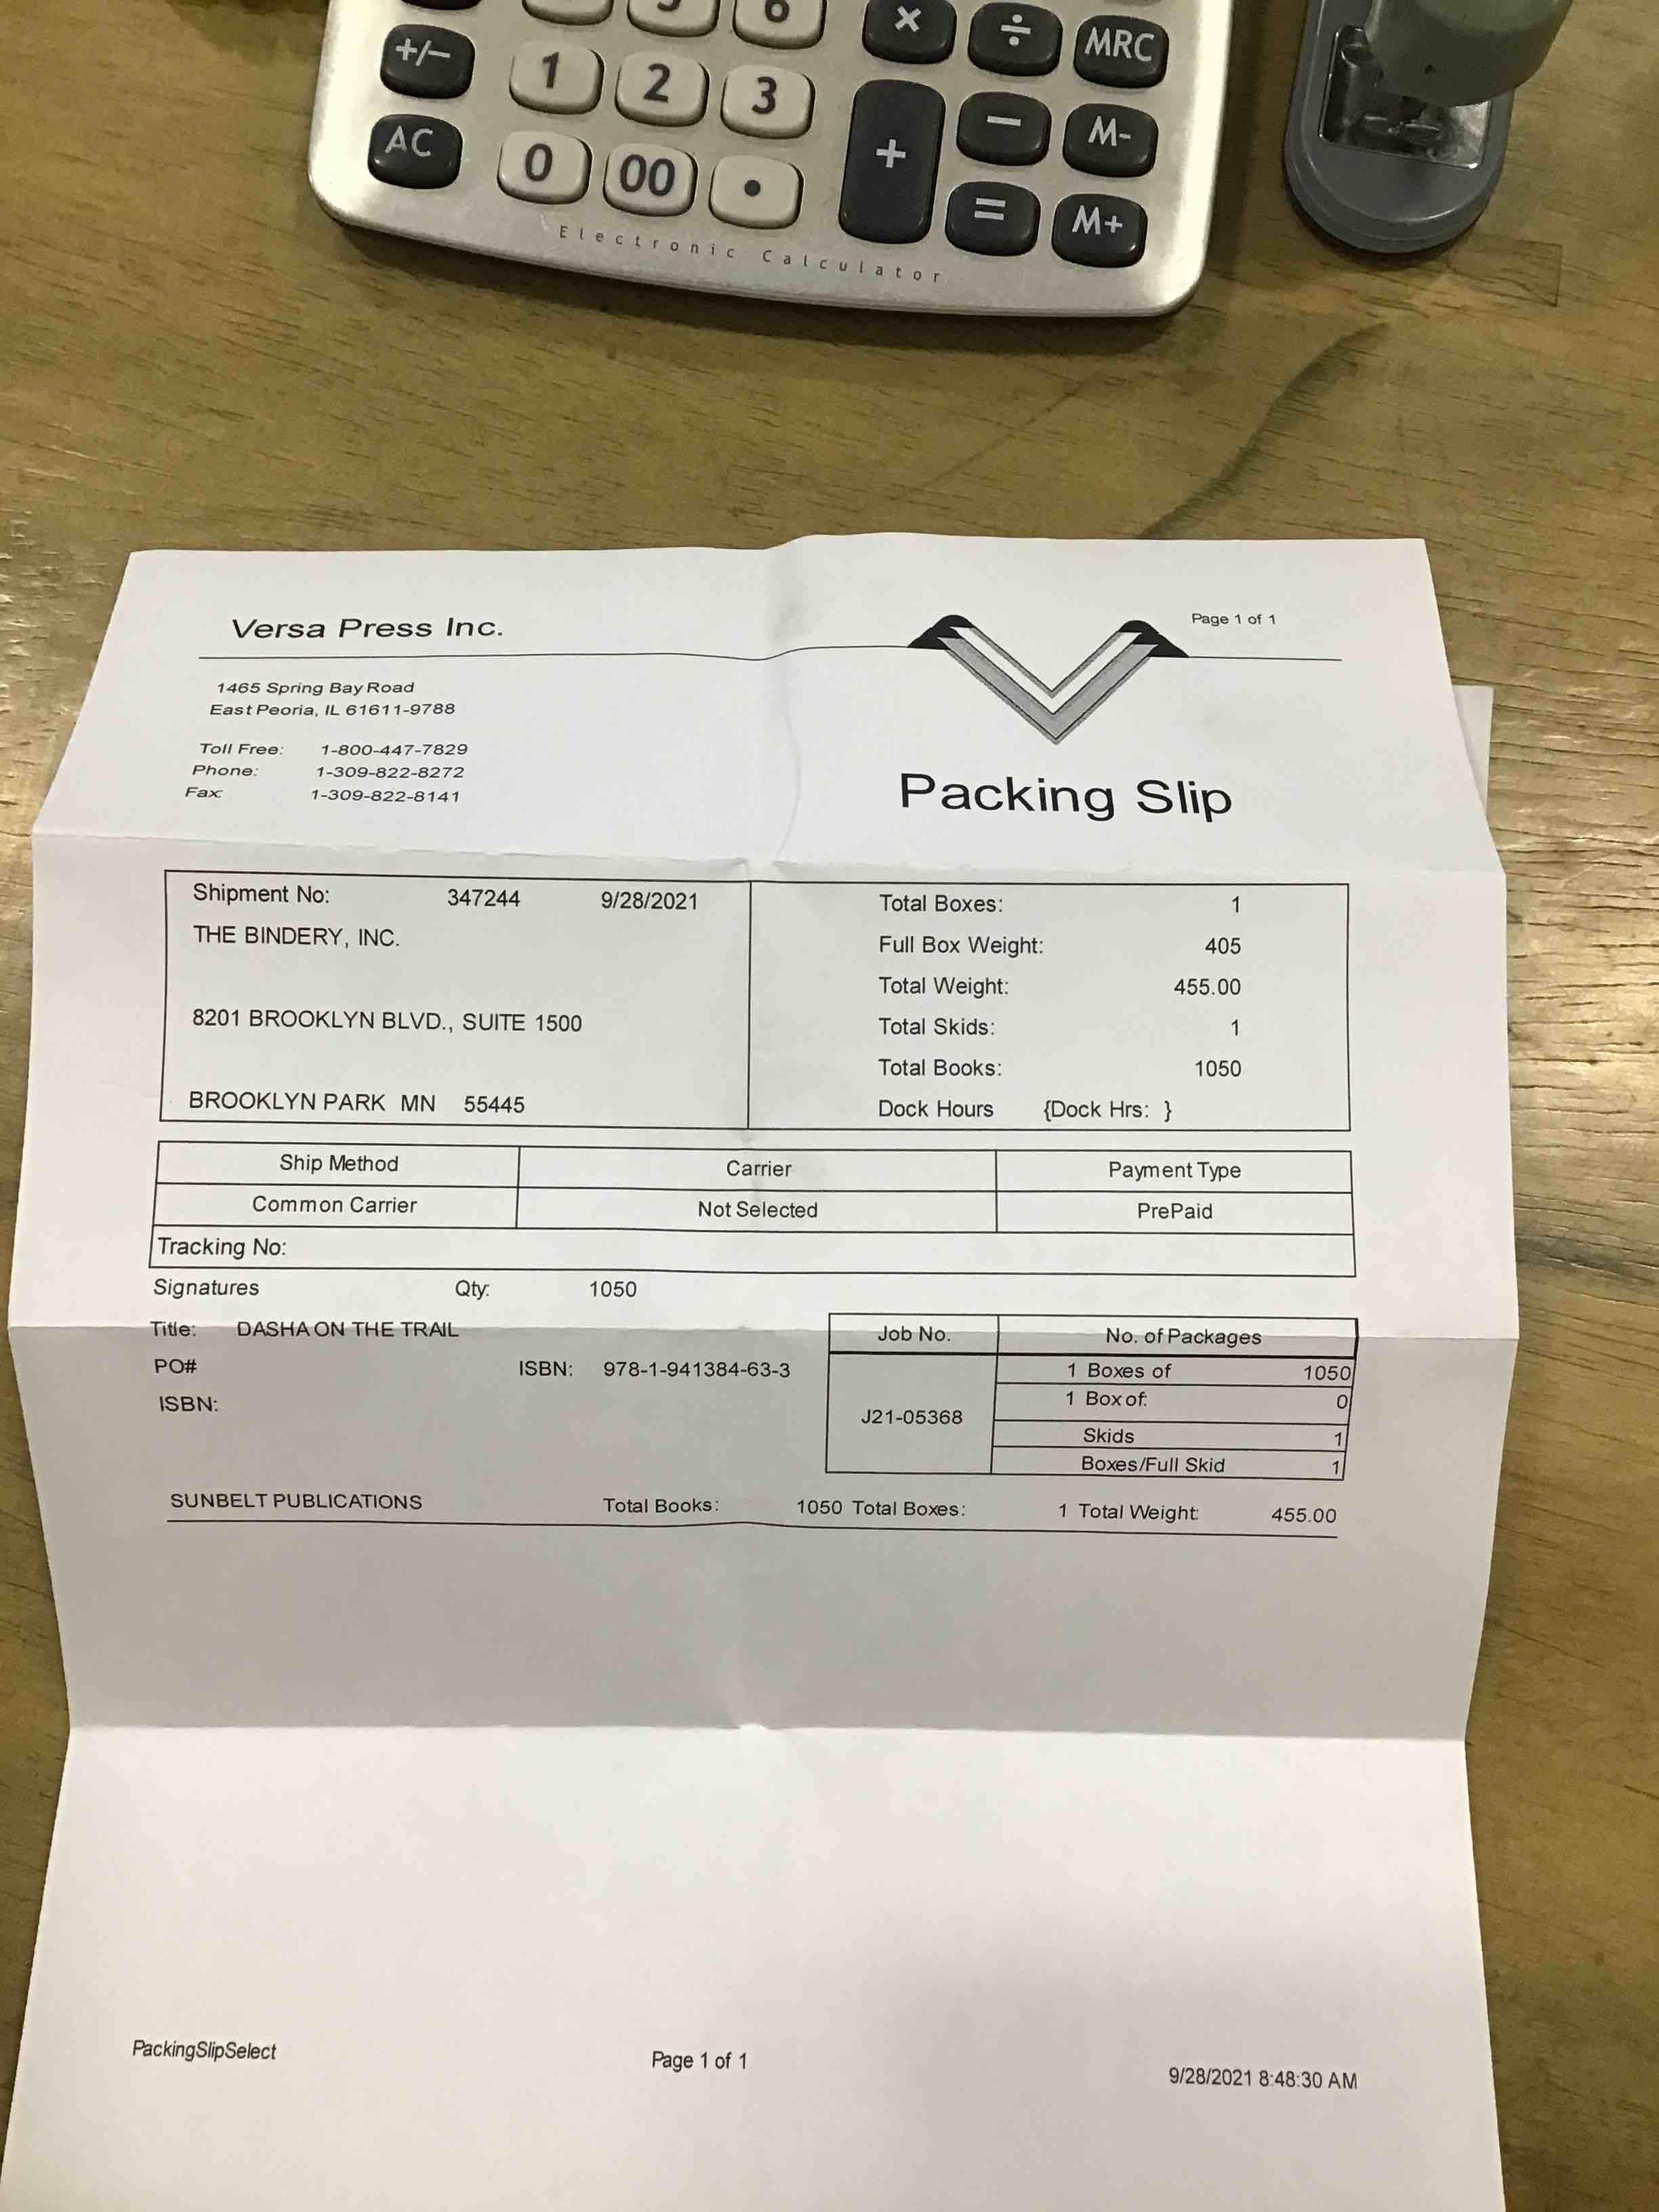 +/− 1 2 3 × ÷ MRC
AC 0 00 • + − M-
= M+
Electronic Calculator
Versa Press Inc.
Page 1 of 1
1465 Spring Bay Road
East Peoria, IL 61611-9788
Toll Free: 1-800-447-7829
Phone: 1-309-822-8272
Fax: 1-309-822-8141
Packing Slip
Shipment No: 347244 9/28/2021
THE BINDERY, INC.
8201 BROOKLYN BLVD., SUITE 1500
BROOKLYN PARK MN 55445
Total Boxes: 1
Full Box Weight: 405
Total Weight: 455.00
Total Skids: 1
Total Books: 1050
Dock Hours {Dock Hrs: }
Ship Method Carrier Payment Type
Common Carrier Not Selected PrePaid
Tracking No:
Signatures Qty: 1050
Title: DASHA ON THE TRAIL
PO# ISBN: 978-1-941384-63-3
ISBN:
Job No. No. of Packages
J21-05368
1 Boxes of 1050
1 Box of: 0
Skids 1
Boxes/Full Skid 1
SUNBELT PUBLICATIONS Total Books: 1050 Total Boxes: 1 Total Weight: 455.00
PackingSlipSelect Page 1 of 1 9/28/2021 8:48:30 AM